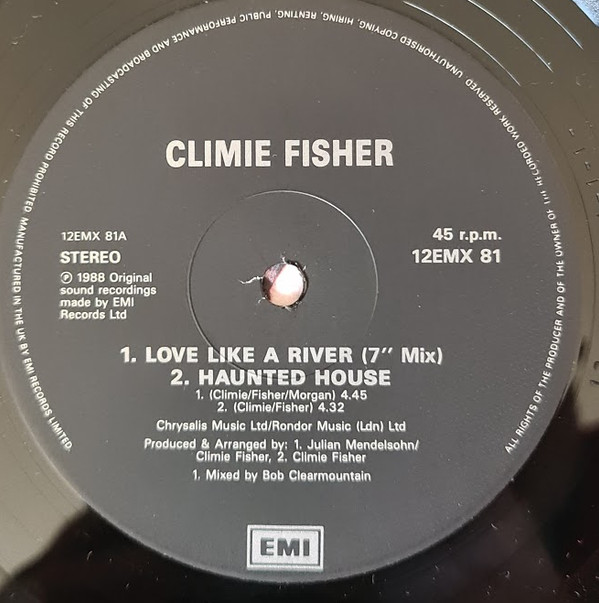 MANUFACTURED IN THE UK BY EMI RECORDS LIMITED. ALL RIGHTS OF THE PRODUCER AND OF THE OWNER OF THE RECORDED WORK RESERVED UNAUTHORISED COPYING, HIRING, RENTING, PUBLIC PERFORMANCE AND BROADCASTING OF THIS RECORD PROHIBITED.
CLIMIE FISHER
12EMX 81A
45 r.p.m.
STEREO
12EMX 81
Ⓟ 1988 Original
sound recordings
made by EMI
Records Ltd
1. LOVE LIKE A RIVER (7″ Mix)
2. HAUNTED HOUSE
1. (Climie/Fisher/Morgan) 4.45
2. (Climie/Fisher) 4.32
Chrysalis Music Ltd/Rondor Music (Ldn) Ltd
Produced & Arranged by: 1. Julian Mendelsohn/
Climie Fisher, 2. Climie Fisher
1. Mixed by Bob Clearmountain
EMI